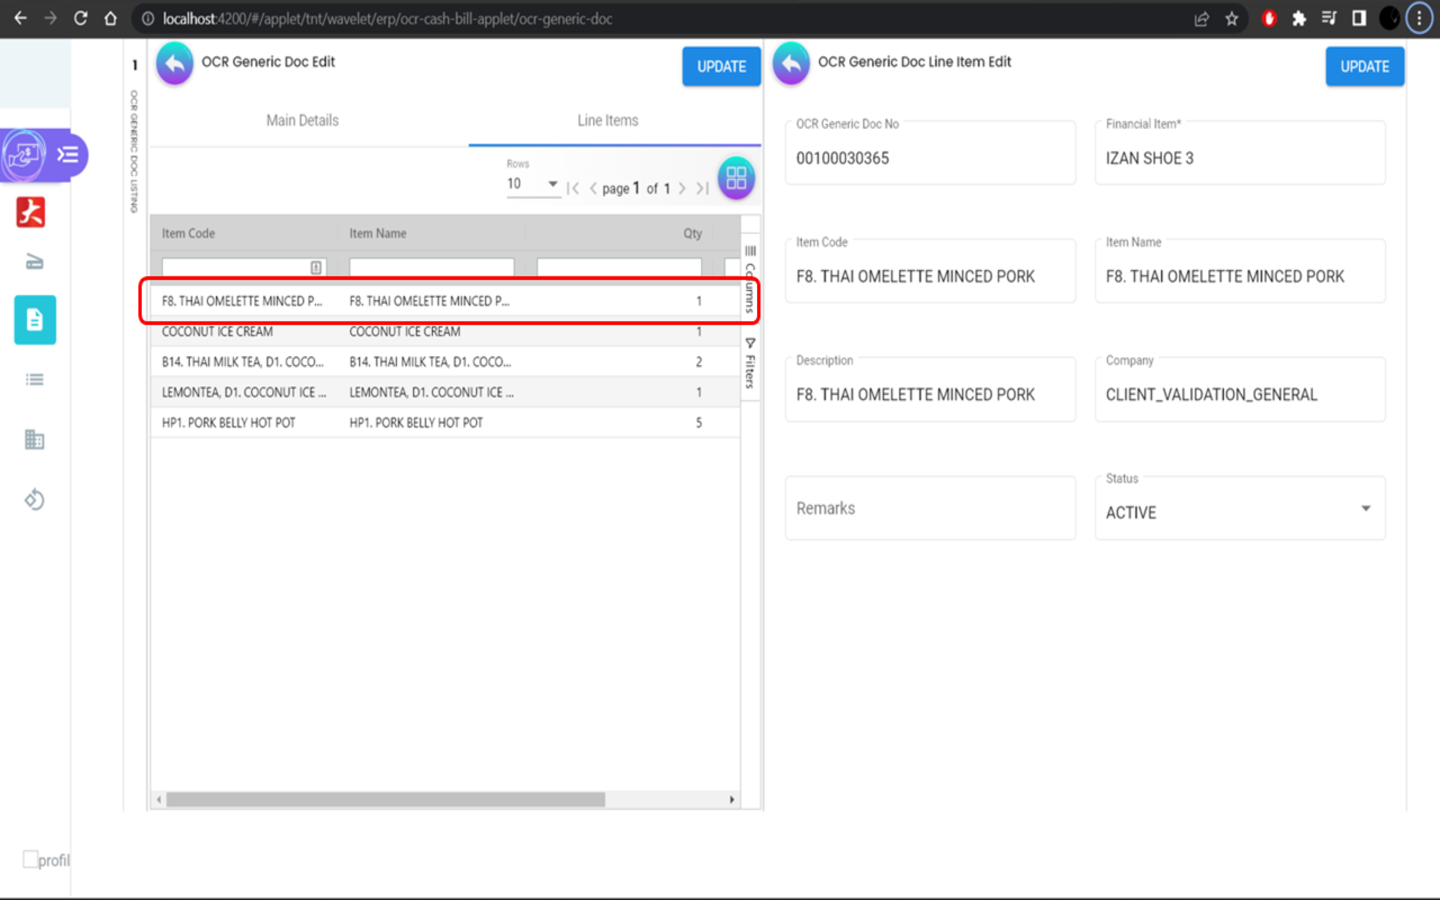 localhost:4200/#/applet/tnt/wavelet/erp/ocr-cash-bill-applet/ocr-generic-doc
1
OCR GENERIC DOC LISTING
OCR Generic Doc Edit
UPDATE
Main Details
Line Items
Rows
10
page 1 of 1
Item Code Item Name Qty
F8. THAI OMELETTE MINCED P... F8. THAI OMELETTE MINCED P... 1
COCONUT ICE CREAM COCONUT ICE CREAM 1
B14. THAI MILK TEA, D1. COCO... B14. THAI MILK TEA, D1. COCO... 2
LEMONTEA, D1. COCONUT ICE ... LEMONTEA, D1. COCONUT ICE ... 1
HP1. PORK BELLY HOT POT HP1. PORK BELLY HOT POT 5
Columns
Filters
OCR Generic Doc Line Item Edit
UPDATE
OCR Generic Doc No
00100030365
Financial Item*
IZAN SHOE 3
Item Code
F8. THAI OMELETTE MINCED PORK
Item Name
F8. THAI OMELETTE MINCED PORK
Description
F8. THAI OMELETTE MINCED PORK
Company
CLIENT_VALIDATION_GENERAL
Remarks
Status
ACTIVE
profil